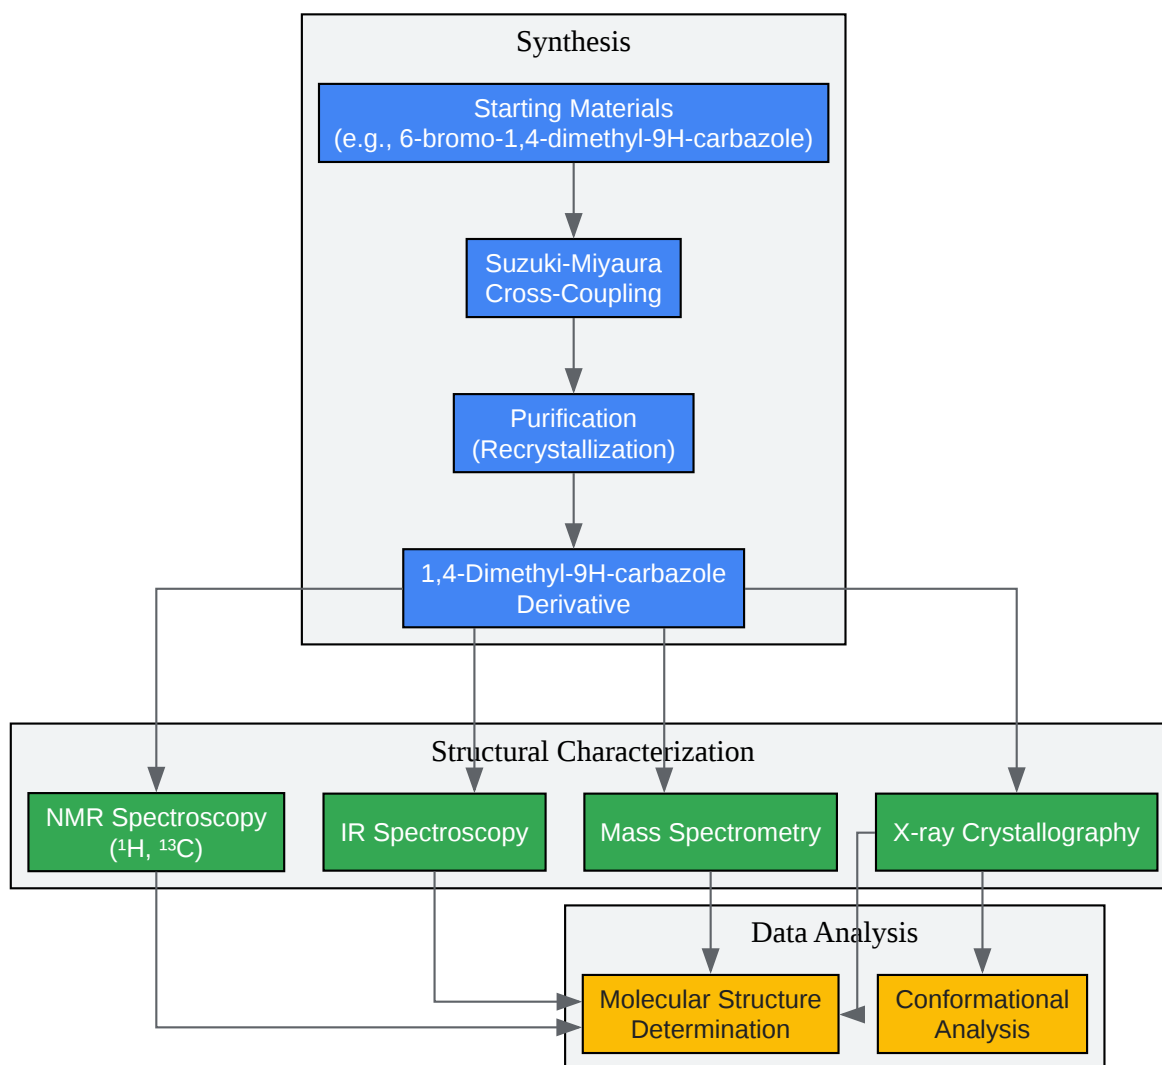 Synthesis
Starting Materials
(e.g., 6-bromo-1,4-dimethyl-9H-carbazole)
Suzuki-Miyaura
Cross-Coupling
Purification
(Recrystallization)
1,4-Dimethyl-9H-carbazole
Derivative
Structural Characterization
NMR Spectroscopy
(¹H, ¹³C)
IR Spectroscopy
Mass Spectrometry
X-ray Crystallography
Data Analysis
Molecular Structure
Determination
Conformational
Analysis